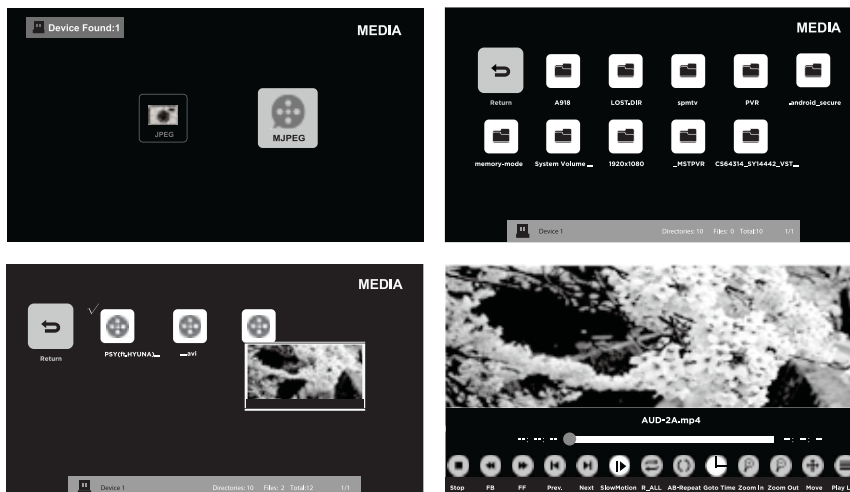 Device Found:1
MEDIA
JPEG
MJPEG
MEDIA
Return
A918
LOST.DIR
spmtv
PVR
.android_secure
memory-mode
System Volume _
1920x1080
_MSTPVR
CS64314_SY14442_VST_
Device 1
Directories: 10 Files: 0 Total:10 1/1
MEDIA
Return
PSY(ft.HYUNA)_
_avi
Device 1
Directories: 10 Files: 2 Total:12 1/1
AUD-2A.mp4
--:--:--
-:-:-
Stop
FB
FF
Prev.
Next
SlowMotion
R_ALL
AB-Repeat
Goto Time
Zoom In
Zoom Out
Move
Play L